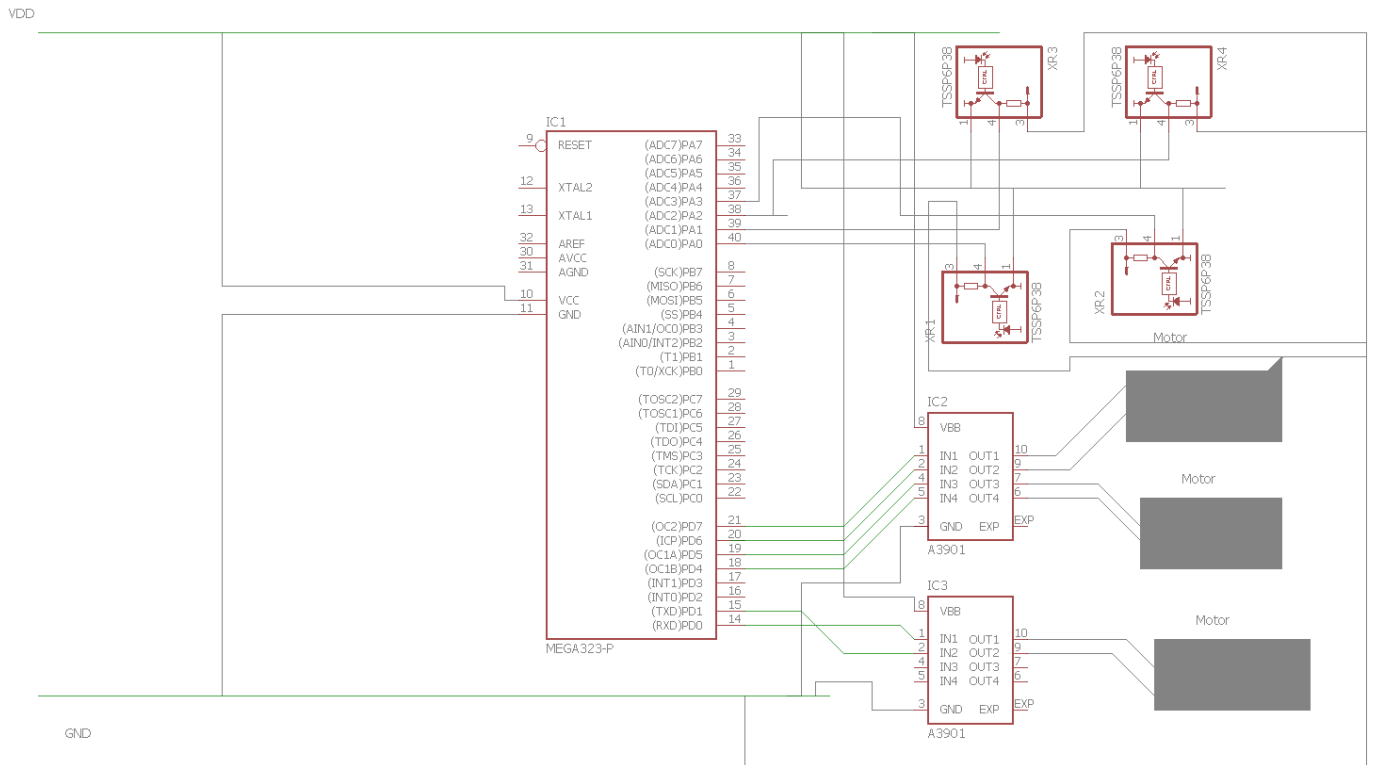 VDD
XR3
TSSP6P38
CTRL
1
4
3
XR4
TSSP6P38
CTRL
1
4
3
IC1
9
RESET
(ADC7)PA7
33
(ADC6)PA6
34
(ADC5)PA5
35
12
XTAL2
(ADC4)PA4
36
(ADC3)PA3
37
13
XTAL1
(ADC2)PA2
38
(ADC1)PA1
39
32
AREF
(ADC0)PA0
40
30
AVCC
31
AGND
(SCK)PB7
8
(MISO)PB6
7
10
VCC
(MOSI)PB5
6
11
GND
(SS)PB4
5
(AIN1/OC0)PB3
4
(AIN0/INT2)PB2
3
(T1)PB1
2
(T0/XCK)PB0
1
(TOSC2)PC7
29
(TOSC1)PC6
28
(TDI)PC5
27
(TDO)PC4
26
(TMS)PC3
25
(TCK)PC2
24
(SDA)PC1
23
(SCL)PC0
22
(OC2)PD7
21
(ICP)PD6
20
(OC1A)PD5
19
(OC1B)PD4
18
(INT1)PD3
17
(INT0)PD2
16
(TXD)PD1
15
(RXD)PD0
14
MEGA323-P
3
4
1
XR1
CTRL
TSSP6P38
3
4
1
XR2
CTRL
TSSP6P38
Motor
IC2
8
VBB
1
IN1
OUT1
10
2
IN2
OUT2
9
4
IN3
OUT3
7
5
IN4
OUT4
6
3
GND
EXP
EXP
A3901
Motor
IC3
8
VBB
1
IN1
OUT1
10
2
IN2
OUT2
9
4
IN3
OUT3
7
5
IN4
OUT4
6
3
GND
EXP
EXP
A3901
Motor
GND